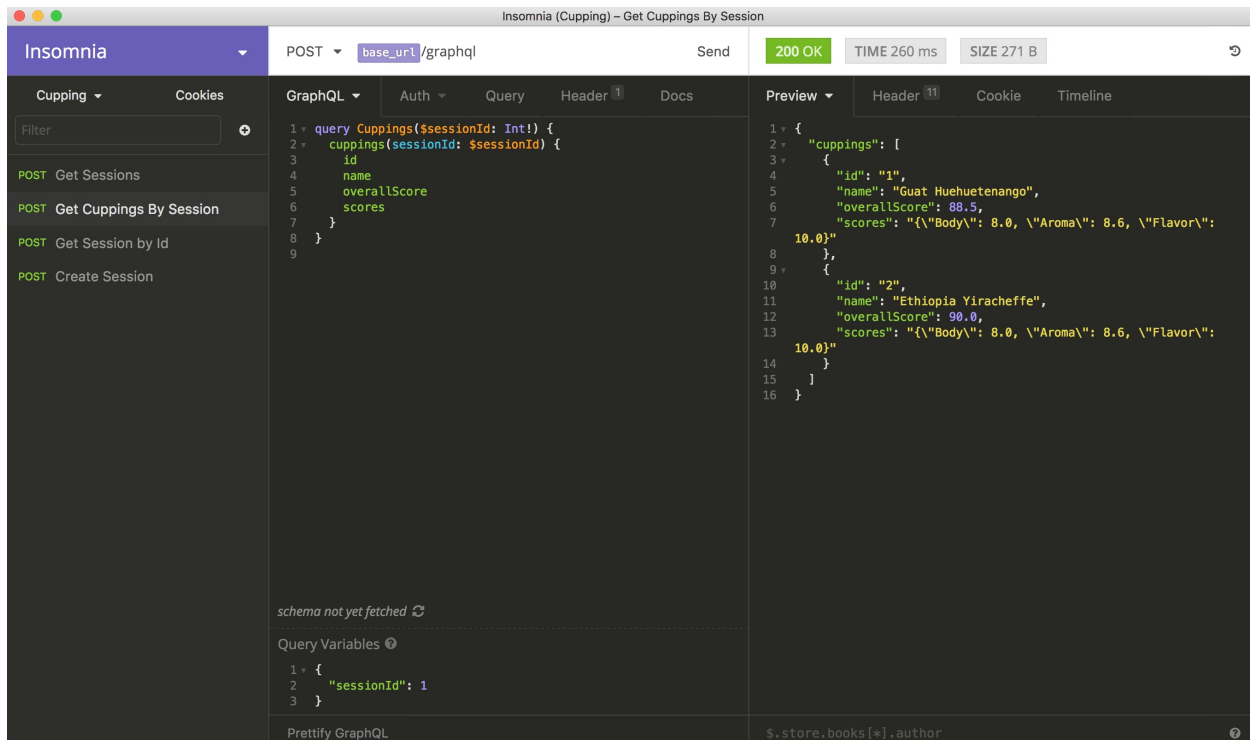 Insomnia (Cupping) – Get Cuppings By Session
Insomnia
POST base_url /graphql Send
200 OK TIME 260 ms SIZE 271 B
Cupping Cookies
Filter
POST Get Sessions
POST Get Cuppings By Session
POST Get Session by Id
POST Create Session
GraphQL Auth Query Header 1 Docs
1 query Cuppings($sessionId: Int!) {
2 cuppings(sessionId: $sessionId) {
3 id
4 name
5 overallScore
6 scores
7 }
8 }
9
schema not yet fetched
Query Variables
1 {
2 "sessionId": 1
3 }
Prettify GraphQL
Preview Header 11 Cookie Timeline
1 {
2 "cuppings": [
3 {
4 "id": "1",
5 "name": "Guat Huehuetenango",
6 "overallScore": 88.5,
7 "scores": "{\"Body\": 8.0, \"Aroma\": 8.6, \"Flavor\":
10.0}"
8 },
9 {
10 "id": "2",
11 "name": "Ethiopia Yiracheffe",
12 "overallScore": 90.0,
13 "scores": "{\"Body\": 8.0, \"Aroma\": 8.6, \"Flavor\":
10.0}"
14 }
15 ]
16 }
$.store.books[*].author